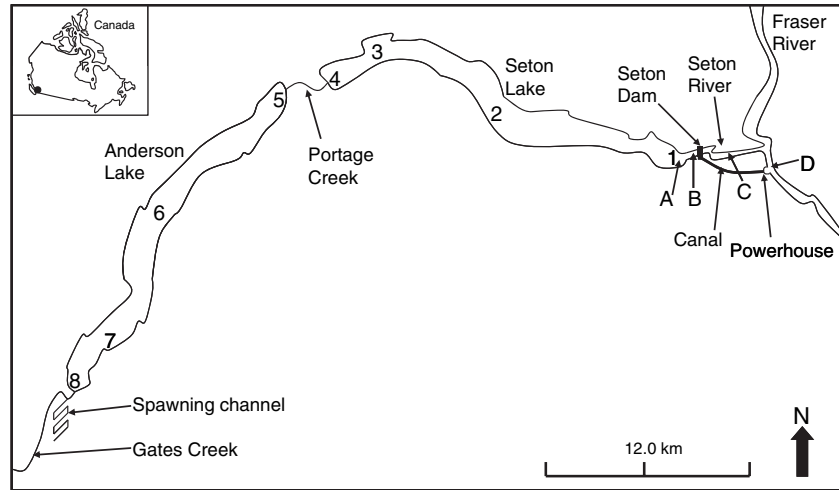 Canada
Fraser
River
Seton
Lake
Seton
Dam
Seton
River
3
4
5
2
Portage
Creek
Anderson
Lake
1
A
B
C
D
Canal
Powerhouse
6
7
8
Spawning channel
Gates Creek
12.0 km
N